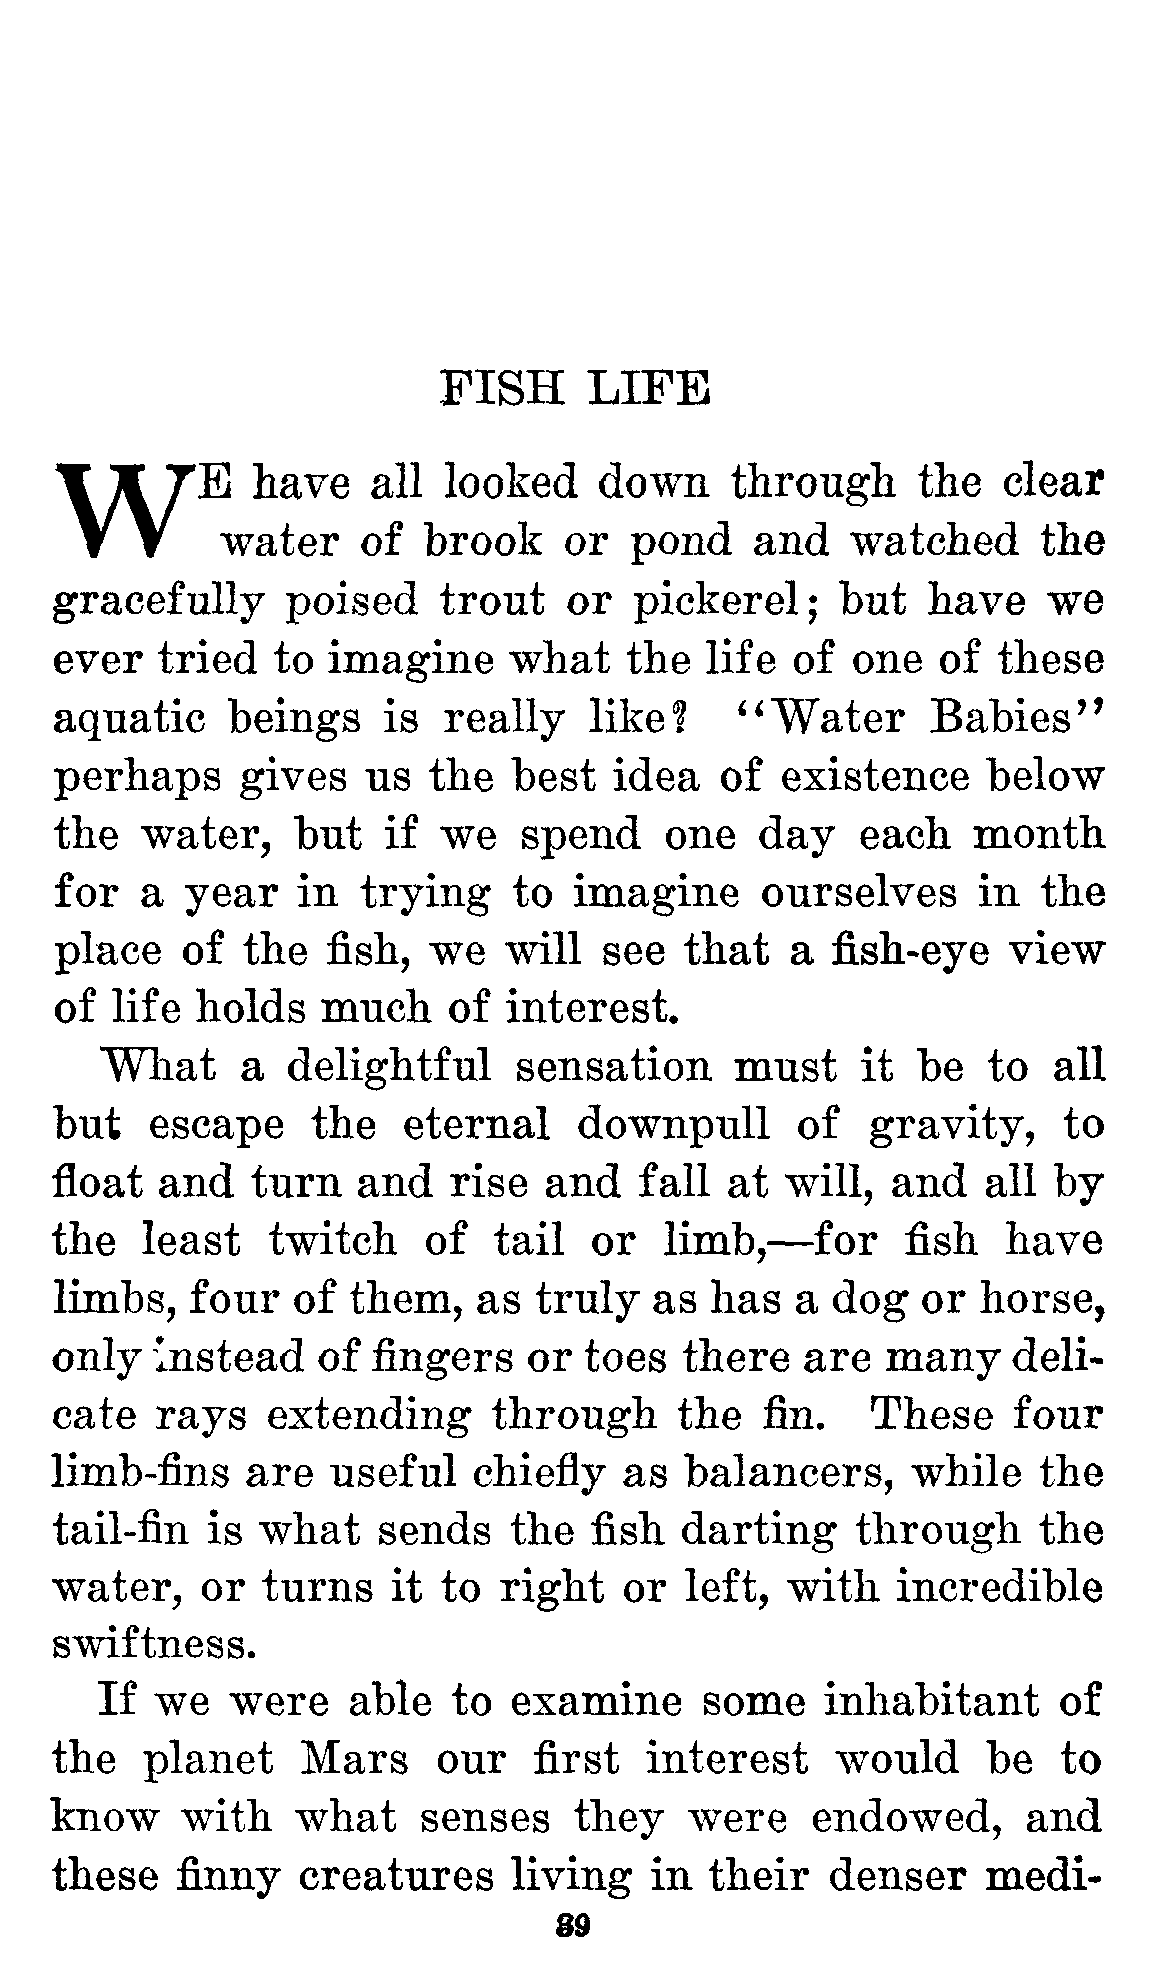 FISH LIFE
WE have all looked down through the clear
water of brook or pond and watched the
gracefully poised trout or pickerel; but have we
ever tried to imagine what the life of one of these
aquatic beings is really like? “Water Babies”
perhaps gives us the best idea of existence below
the water, but if we spend one day each month
for a year in trying to imagine ourselves in the
place of the fish, we will see that a fish-eye view
of life holds much of interest.
What a delightful sensation must it be to all
but escape the eternal downpull of gravity, to
float and turn and rise and fall at will, and all by
the least twitch of tail or limb,—for fish have
limbs, four of them, as truly as has a dog or horse,
only instead of fingers or toes there are many deli-
cate rays extending through the fin. These four
limb-fins are useful chiefly as balancers, while the
tail-fin is what sends the fish darting through the
water, or turns it to right or left, with incredible
swiftness.
If we were able to examine some inhabitant of
the planet Mars our first interest would be to
know with what senses they were endowed, and
these finny creatures living in their denser medi-
89